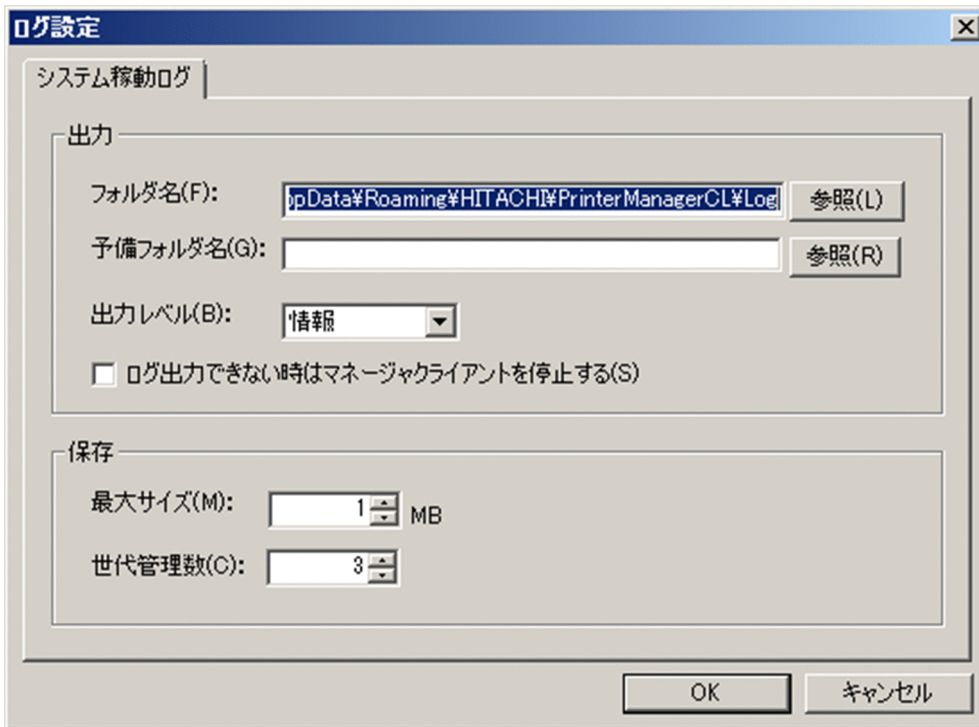 ログ設定
システム稼動ログ
出力
フォルダ名(F): ppData¥Roaming¥HITACHI¥PrinterManagerCL¥Log 参照(L)
予備フォルダ名(G): 参照(R)
出力レベル(B): 情報
ログ出力できない時はマネージャクライアントを停止する(S)
保存
最大サイズ(M): 1 MB
世代管理数(C): 3
OK キャンセル